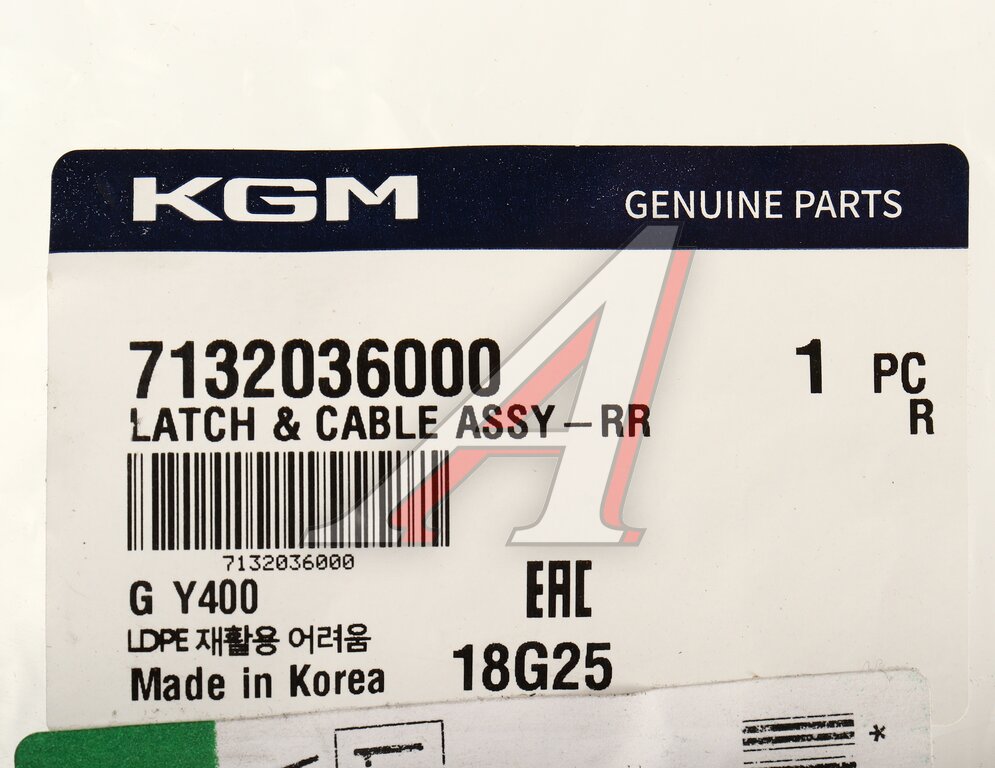 KGM GENUINE PARTS
7132036000 1 PC
LATCH & CABLE ASSY-RR R
7132036000
G Y400 EAC
LDPE 재활용 어려움
Made in Korea 18G25
*